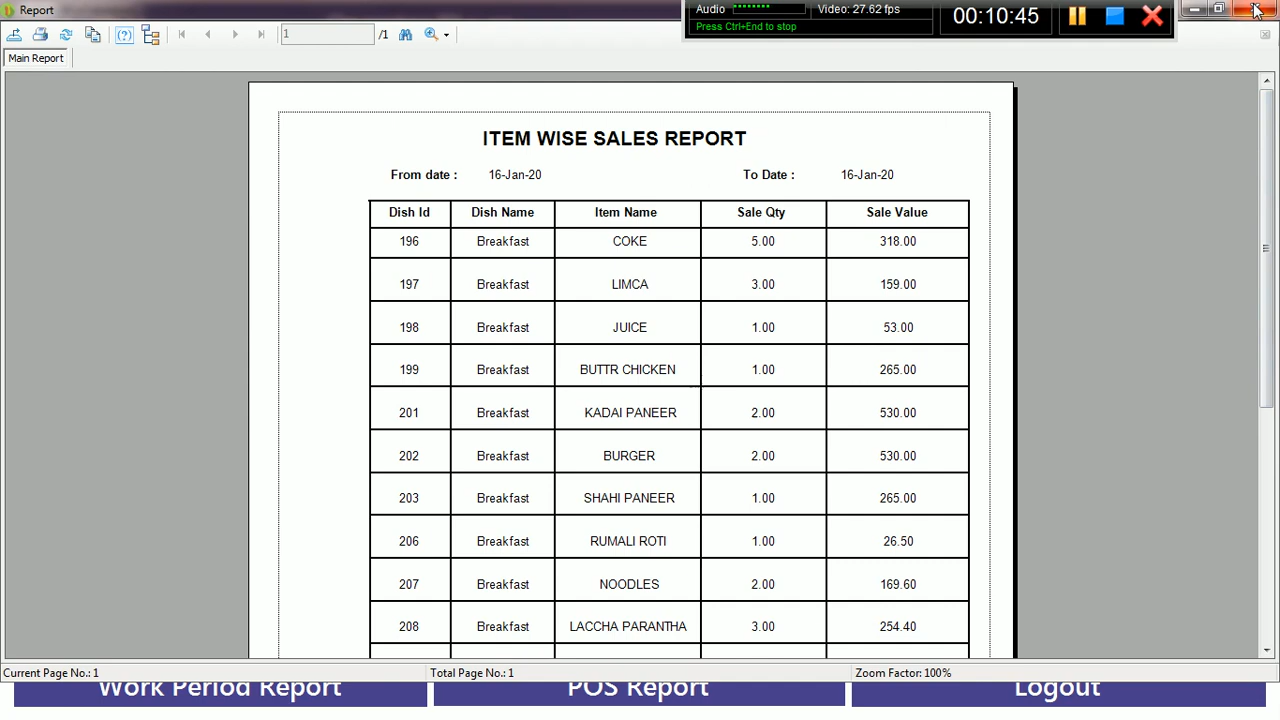 Report
Audio Video: 27.62 fps 00:10:45
Press Ctrl+End to stop
1 /1
Main Report
ITEM WISE SALES REPORT
From date : 16-Jan-20 To Date : 16-Jan-20
Dish Id Dish Name Item Name Sale Qty Sale Value
196 Breakfast COKE 5.00 318.00
197 Breakfast LIMCA 3.00 159.00
198 Breakfast JUICE 1.00 53.00
199 Breakfast BUTTR CHICKEN 1.00 265.00
201 Breakfast KADAI PANEER 2.00 530.00
202 Breakfast BURGER 2.00 530.00
203 Breakfast SHAHI PANEER 1.00 265.00
206 Breakfast RUMALI ROTI 1.00 26.50
207 Breakfast NOODLES 2.00 169.60
208 Breakfast LACCHA PARANTHA 3.00 254.40
Current Page No.: 1 Total Page No.: 1 Zoom Factor: 100%
Work Period Report POS Report Logout